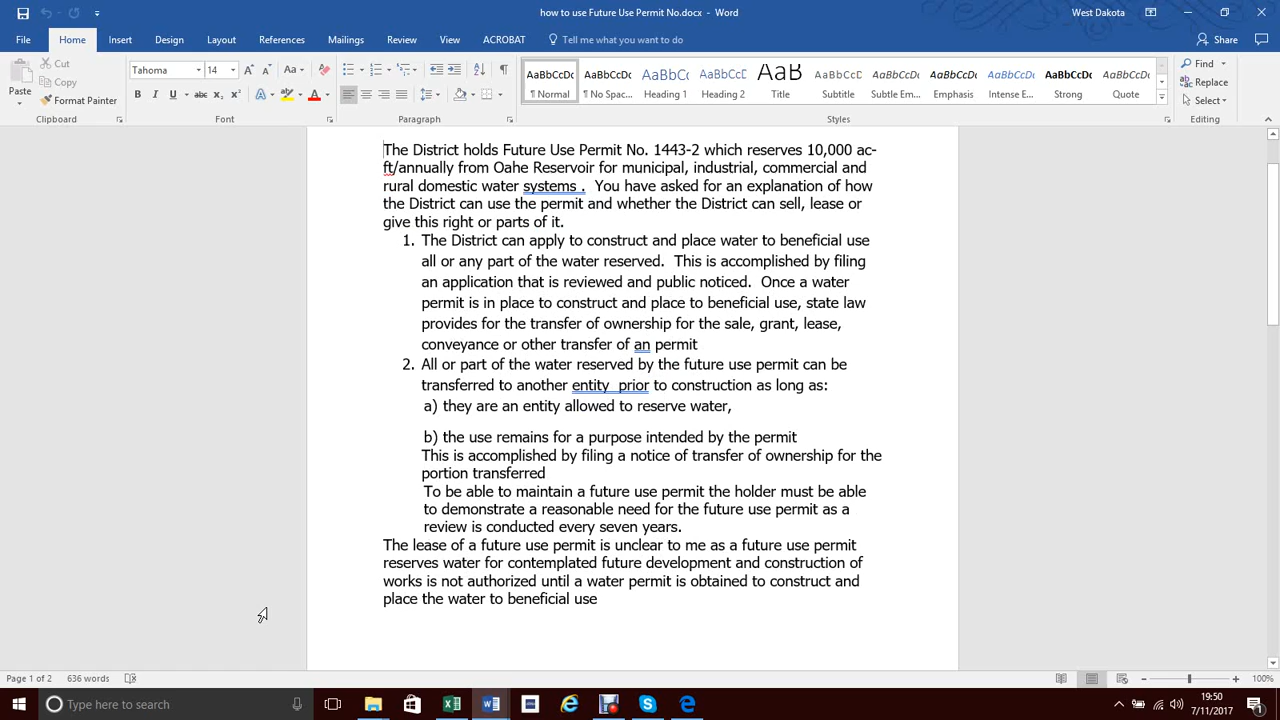 how to use Future Use Permit No.docx - Word
West Dakota
File Home Insert Design Layout References Mailings Review View ACROBAT Tell me what you want to do Share
Cut
Copy
Paste
Format Painter
Clipboard
Tahoma 14
Font
Paragraph
AaBbCcDc AaBbCcDc AaBbCc AaBbCcD AaB AaBbCcD AaBbCcDc AaBbCcDc AaBbCcDc AaBbCcDc AaBbCcDc
¶ Normal ¶ No Spac... Heading 1 Heading 2 Title Subtitle Subtle Em... Emphasis Intense E... Strong Quote
Styles
Find
Replace
Select
Editing
The District holds Future Use Permit No. 1443-2 which reserves 10,000 ac-
ft/annually from Oahe Reservoir for municipal, industrial, commercial and
rural domestic water systems .  You have asked for an explanation of how
the District can use the permit and whether the District can sell, lease or
give this right or parts of it.
1. The District can apply to construct and place water to beneficial use
all or any part of the water reserved.  This is accomplished by filing
an application that is reviewed and public noticed.  Once a water
permit is in place to construct and place to beneficial use, state law
provides for the transfer of ownership for the sale, grant, lease,
conveyance or other transfer of an permit
2. All or part of the water reserved by the future use permit can be
transferred to another entity  prior to construction as long as:
a) they are an entity allowed to reserve water,
b) the use remains for a purpose intended by the permit
This is accomplished by filing a notice of transfer of ownership for the
portion transferred
To be able to maintain a future use permit the holder must be able
to demonstrate a reasonable need for the future use permit as a
review is conducted every seven years.
The lease of a future use permit is unclear to me as a future use permit
reserves water for contemplated future development and construction of
works is not authorized until a water permit is obtained to construct and
place the water to beneficial use
Page 1 of 2 636 words
100%
Type here to search
19:50
7/11/2017